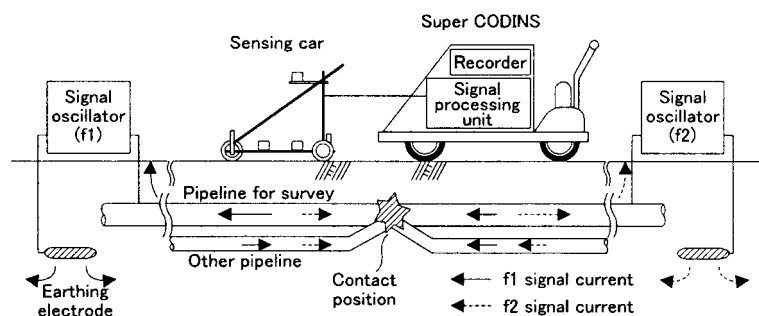 Super CODINS
Sensing car
Recorder
Signal
processing
unit
Signal
oscillator
(f1)
Signal
oscillator
(f2)
Pipeline for survey
Other pipeline
Contact
position
Earthing
electrode
f1 signal current
f2 signal current